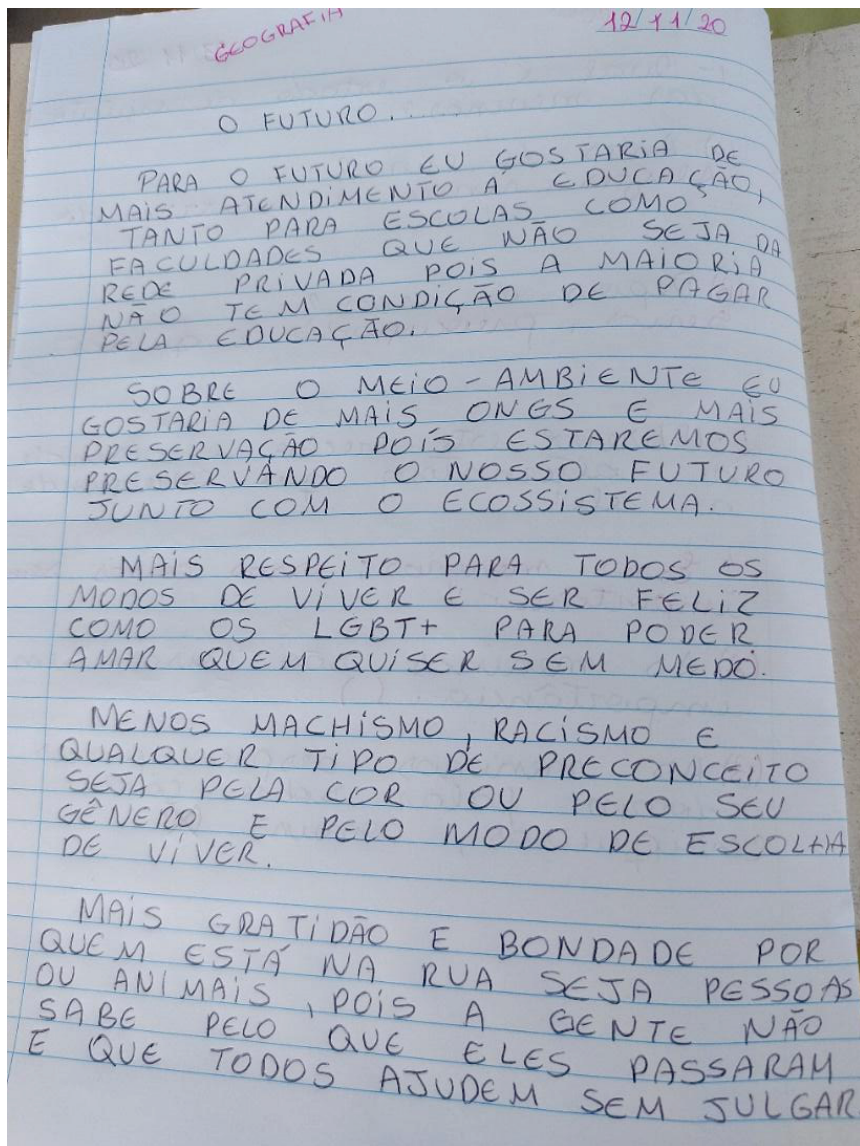 GEOGRAFIA
12/11/20
O FUTURO...
PARA O FUTURO EU GOSTARIA DE
MAIS ATENDIMENTO A EDUCAÇÃO,
TANTO PARA ESCOLAS COMO
FACULDADES QUE NÃO SEJA DA
REDE PRIVADA POIS A MAIORIA
NÃO TEM CONDIÇÃO DE PAGAR
PELA EDUCAÇÃO.
SOBRE O MEIO-AMBIENTE EU
GOSTARIA DE MAIS ONGS E MAIS
PRESERVAÇÃO POIS ESTAREMOS
PRESERVANDO O NOSSO FUTURO
JUNTO COM O ECOSSISTEMA.
MAIS RESPEITO PARA TODOS OS
MODOS DE VIVER E SER FELIZ
COMO OS LGBT+ PARA PODER
AMAR QUEM QUISER SEM MEDO.
MENOS MACHISMO, RACISMO E
QUALQUER TIPO DE PRECONCEITO
SEJA PELA COR OU PELO SEU
GÊNERO E PELO MODO DE ESCOLHA
DE VIVER.
MAIS GRATIDÃO E BONDADE POR
QUEM ESTÁ NA RUA SEJA PESSOAS
OU ANIMAIS, POIS A GENTE NÃO
SABE PELO QUE ELES PASSARAM
E QUE TODOS AJUDEM SEM JULGAR